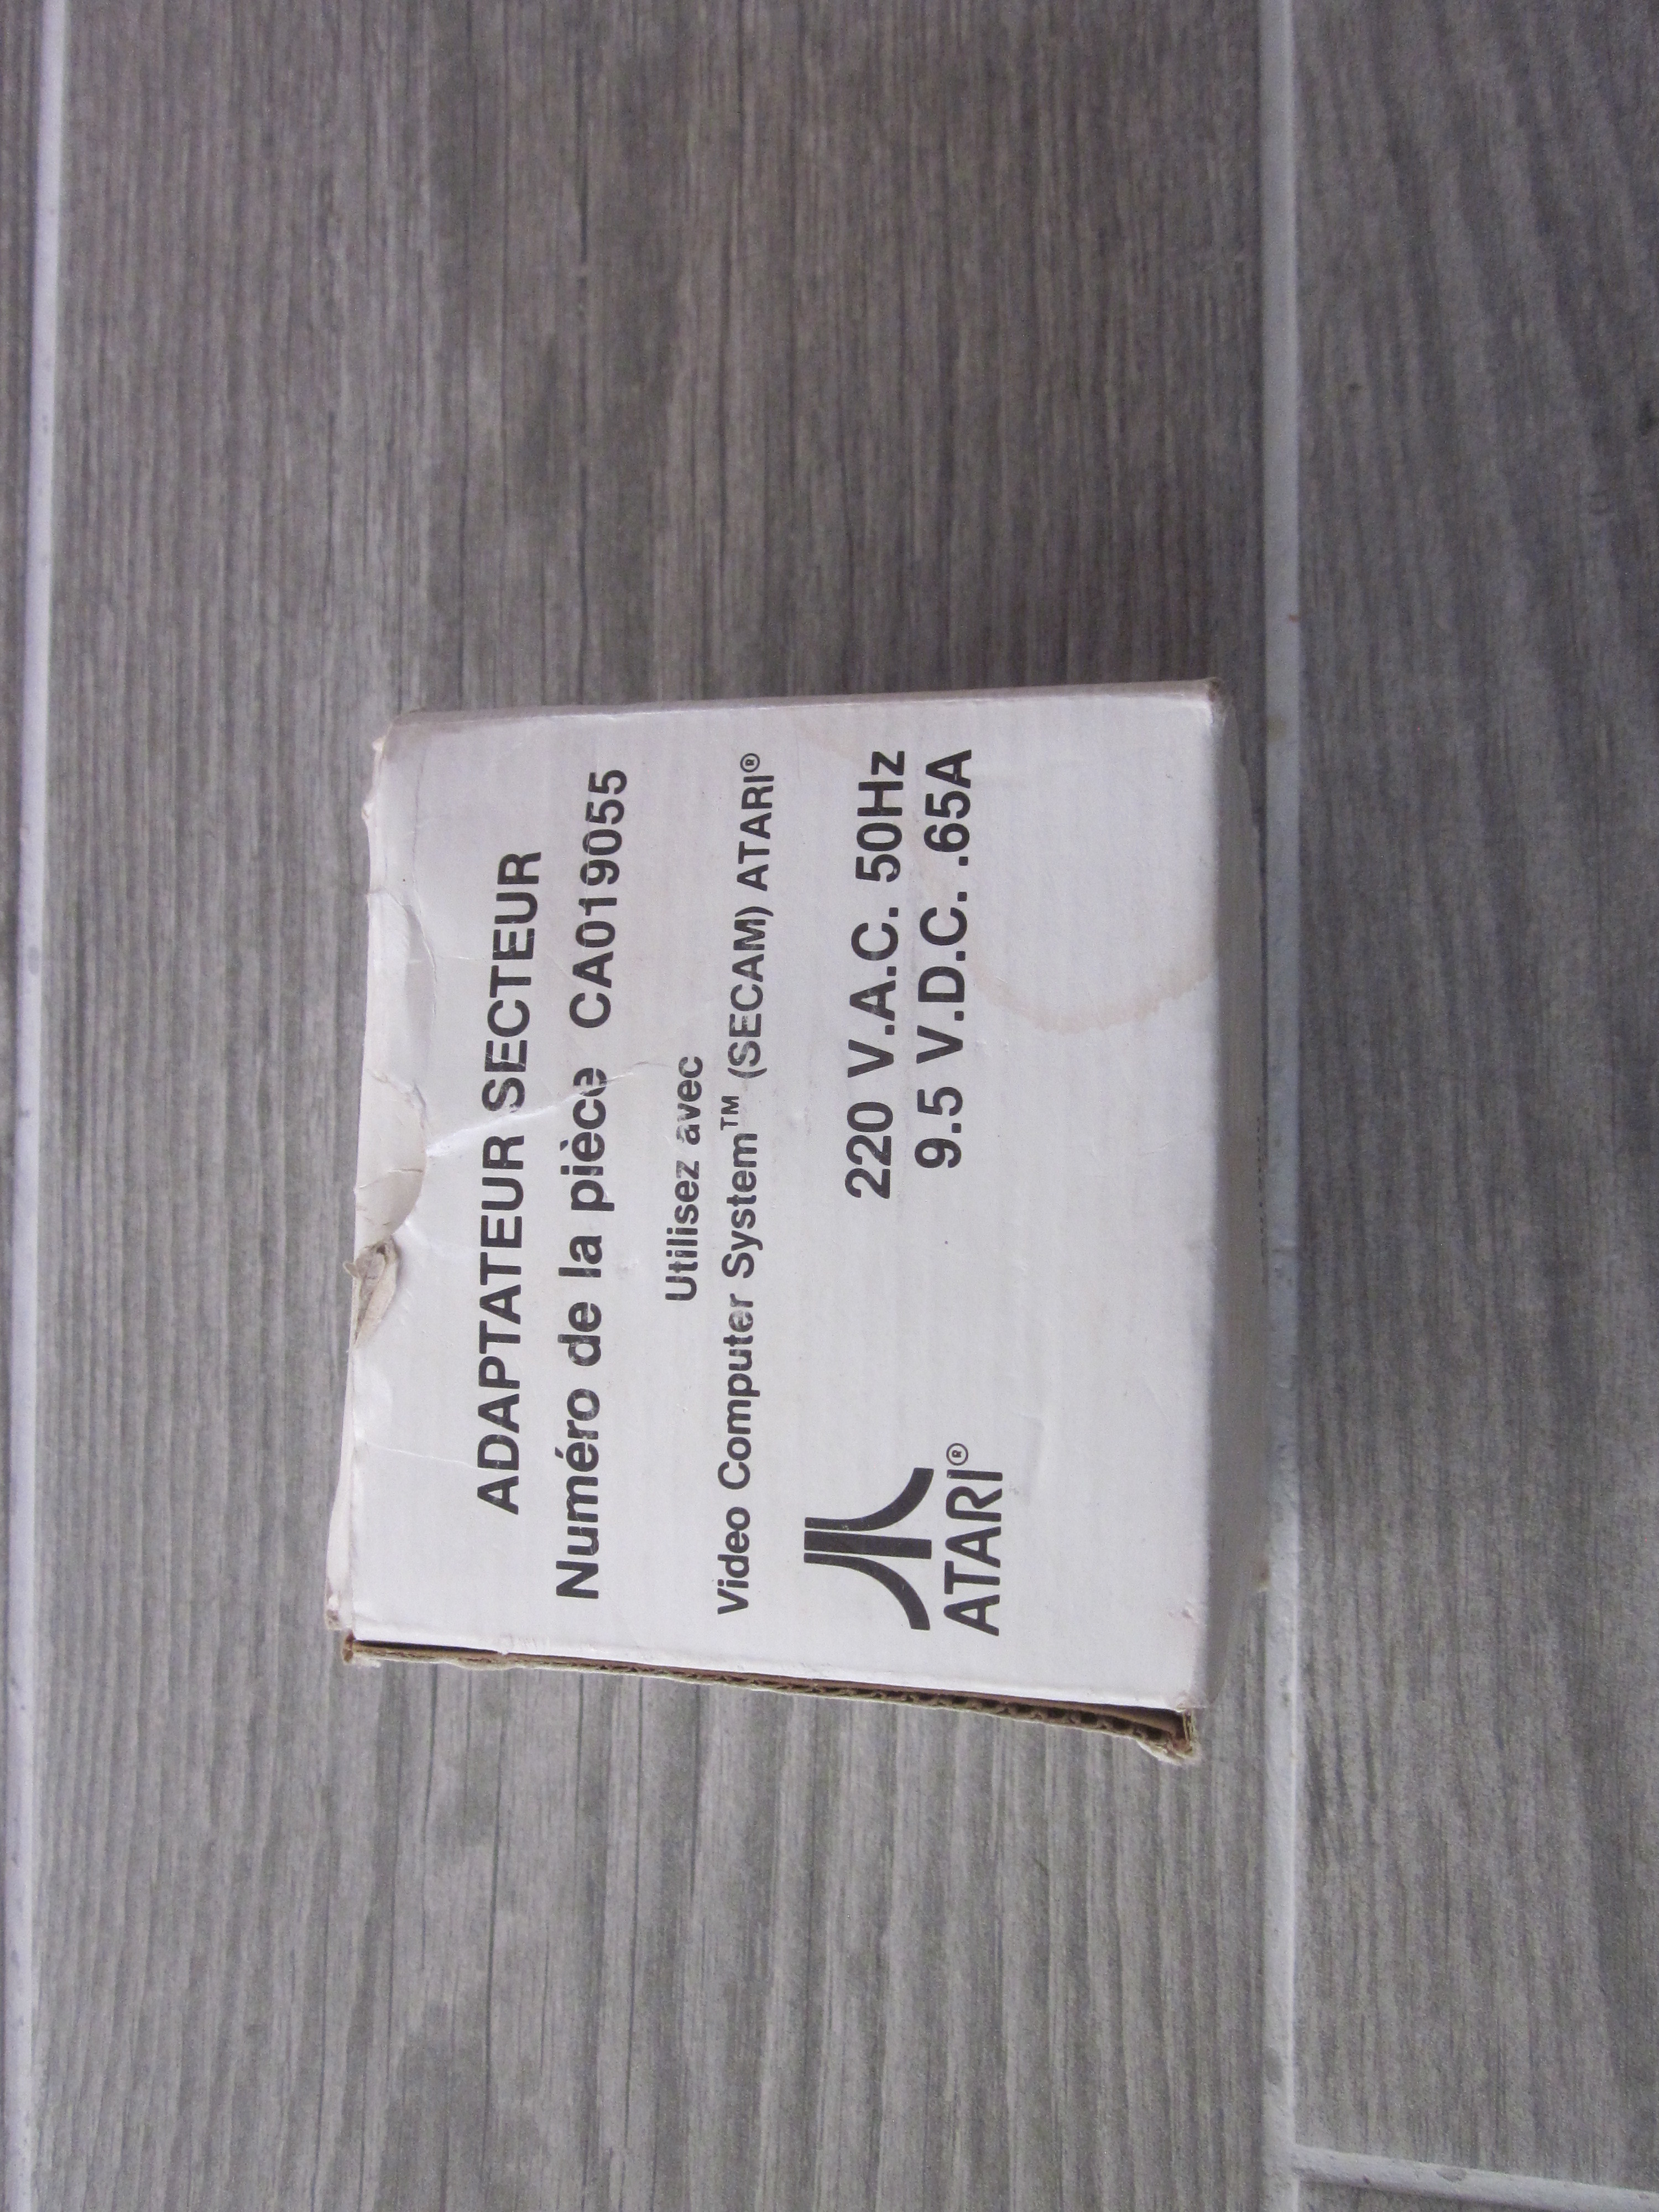 ADAPTATEUR SECTEUR
Numéro de la pièce CA019055
Utilisez avec
Video Computer System™ (SECAM) ATARI®
220 V.A.C. 50Hz
9.5 V.D.C. .65A
ATARI®